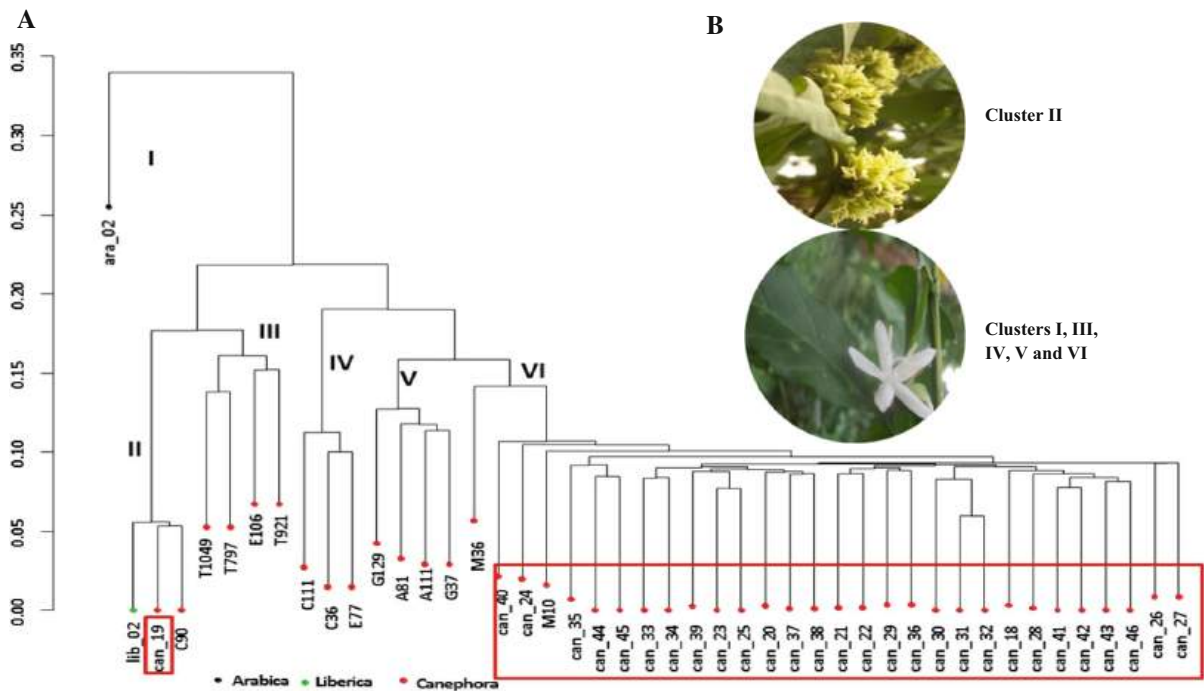 A
B
0.35
0.30
0.25
0.20
0.15
0.10
0.05
0.00
I
II
III
IV
V
VI
Cluster II
Clusters I, III,
IV, V and VI
ara_02
lib_02
can_19
C90
T1049
T797
E106
T921
C111
C36
E77
G129
A81
A111
G37
M36
can_40
can_24
M10
can_35
can_44
can_45
can_33
can_34
can_39
can_23
can_25
can_20
can_37
can_38
can_21
can_22
can_29
can_36
can_30
can_31
can_32
can_18
can_28
can_41
can_42
can_43
can_46
can_26
can_27
Arabica
Liberica
Canephora